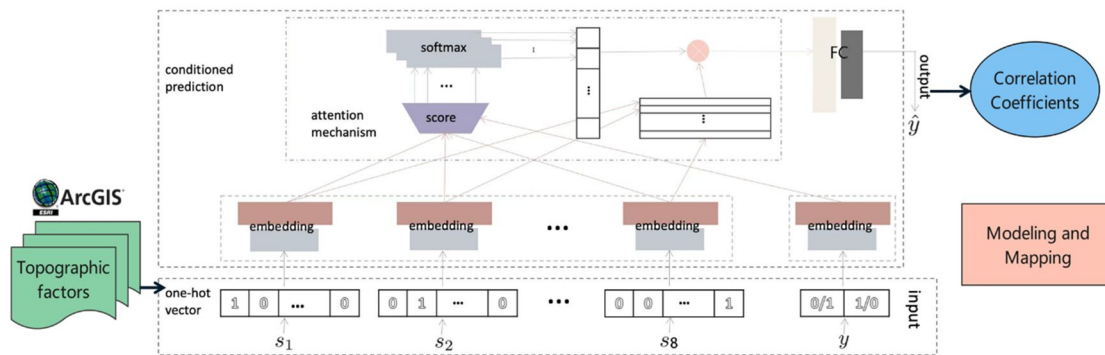 softmax
...
conditioned
prediction
attention
mechanism
score
FC
output
ŷ
Correlation
Coefficients
ArcGIS
ESRI
Topographic
factors
embedding
embedding
...
embedding
embedding
Modeling and
Mapping
one-hot
vector
1 0 ... 0
0 1 ... 0
...
0 0 ... 1
0/1 1/0
input
s1
s2
s8
y